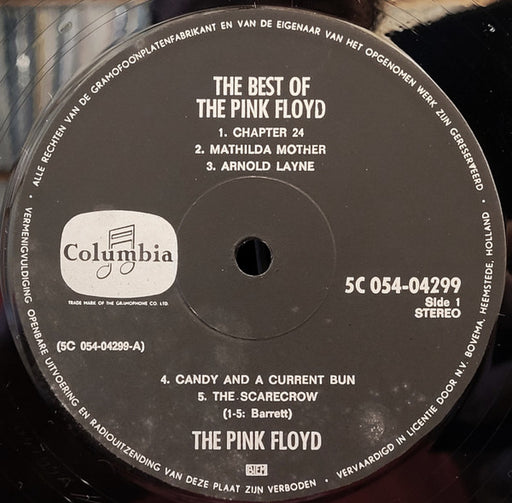 ALLE RECHTEN VAN DE GRAMOFOONPLATENFABRIKANT EN VAN DE EIGENAAR VAN HET OPGENOMEN WERK ZIJN GERESERVEERD •
THE BEST OF
THE PINK FLOYD
1. CHAPTER 24
2. MATHILDA MOTHER
3. ARNOLD LAYNE
Columbia
TRADE MARK OF THE GRAMOPHONE CO. LTD.
5C 054-04299
Side 1
STEREO
(5C 054-04299-A)
4. CANDY AND A CURRENT BUN
5. THE SCARECROW
(1-5: Barrett)
THE PINK FLOYD
BIEM
• VERMENIGVULDIGING OPENBARE UITVOERING EN RADIOUITZENDING VAN DEZE PLAAT ZIJN VERBODEN •
VERVAARDIGD IN LICENTIE DOOR N.V. BOVEMA, HEEMSTEDE, HOLLAND •